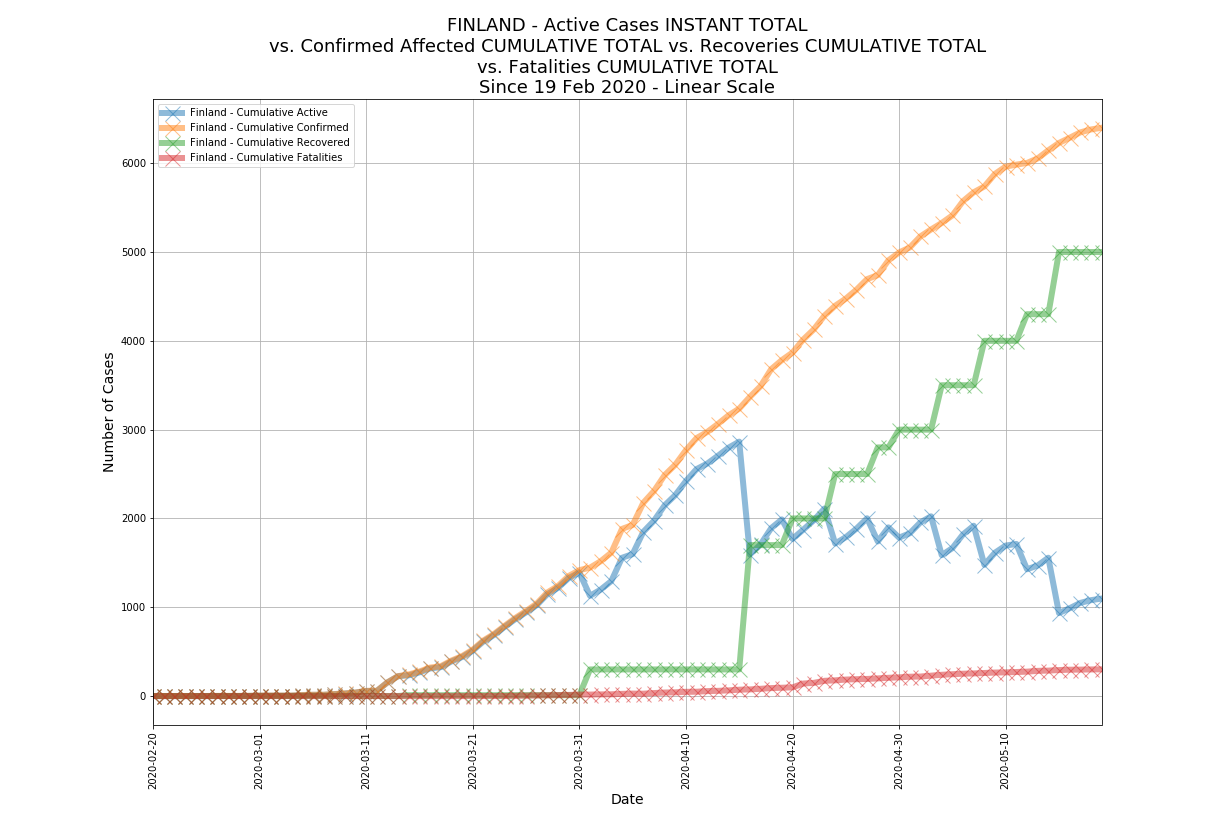 FINLAND - Active Cases INSTANT TOTAL
vs. Confirmed Affected CUMULATIVE TOTAL vs. Recoveries CUMULATIVE TOTAL
vs. Fatalities CUMULATIVE TOTAL
Since 19 Feb 2020 - Linear Scale
Finland - Cumulative Active
Finland - Cumulative Confirmed
Finland - Cumulative Recovered
Finland - Cumulative Fatalities
Number of Cases
6000
5000
4000
3000
2000
1000
0
2020-02-20
2020-03-01
2020-03-11
2020-03-21
2020-03-31
2020-04-10
2020-04-20
2020-04-30
2020-05-10
Date